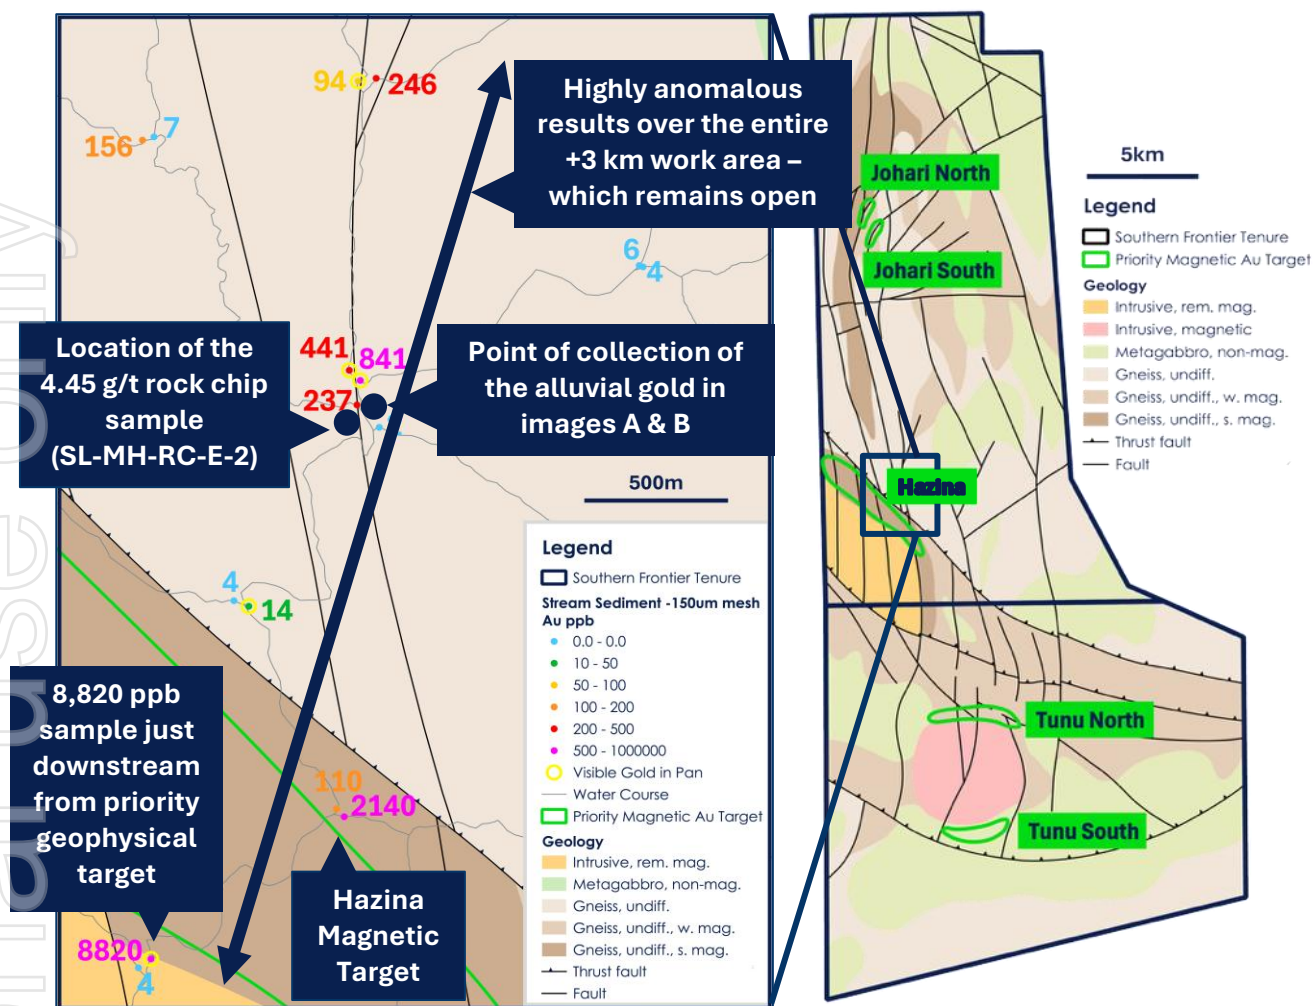 Highly anomalous
results over the entire
+3 km work area –
which remains open
94
246
7
156
6
4
Location of the
4.45 g/t rock chip
sample
(SL-MH-RC-E-2)
441
841
237
Point of collection of
the alluvial gold in
images A & B
500m
4
14
8,820 ppb
sample just
downstream
from priority
geophysical
target
110
2140
Hazina
Magnetic
Target
8820
4
Legend
Southern Frontier Tenure
Stream Sediment -150um mesh
Au ppb
0.0 - 0.0
10 - 50
50 - 100
100 - 200
200 - 500
500 - 1000000
Visible Gold in Pan
Water Course
Priority Magnetic Au Target
Geology
Intrusive, rem. mag.
Metagabbro, non-mag.
Gneiss, undiff.
Gneiss, undiff., w. mag.
Gneiss, undiff., s. mag.
Thrust fault
Fault
Johari North
Johari South
Hazina
Tunu North
Tunu South
5km
Legend
Southern Frontier Tenure
Priority Magnetic Au Target
Geology
Intrusive, rem. mag.
Intrusive, magnetic
Metagabbro, non-mag.
Gneiss, undiff.
Gneiss, undiff., w. mag.
Gneiss, undiff., s. mag.
Thrust fault
Fault
use only